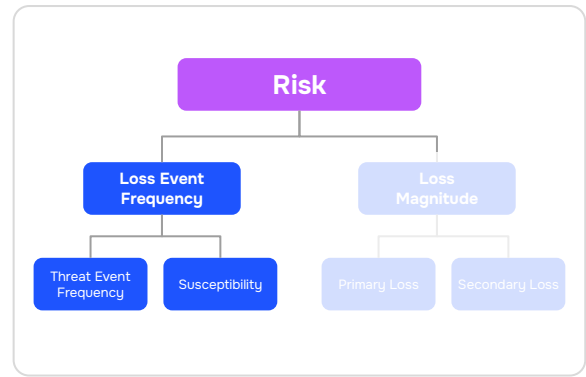 Risk
Loss Event
Frequency
Loss
Magnitude
Threat Event
Frequency
Susceptibility
Primary Loss
Secondary Loss